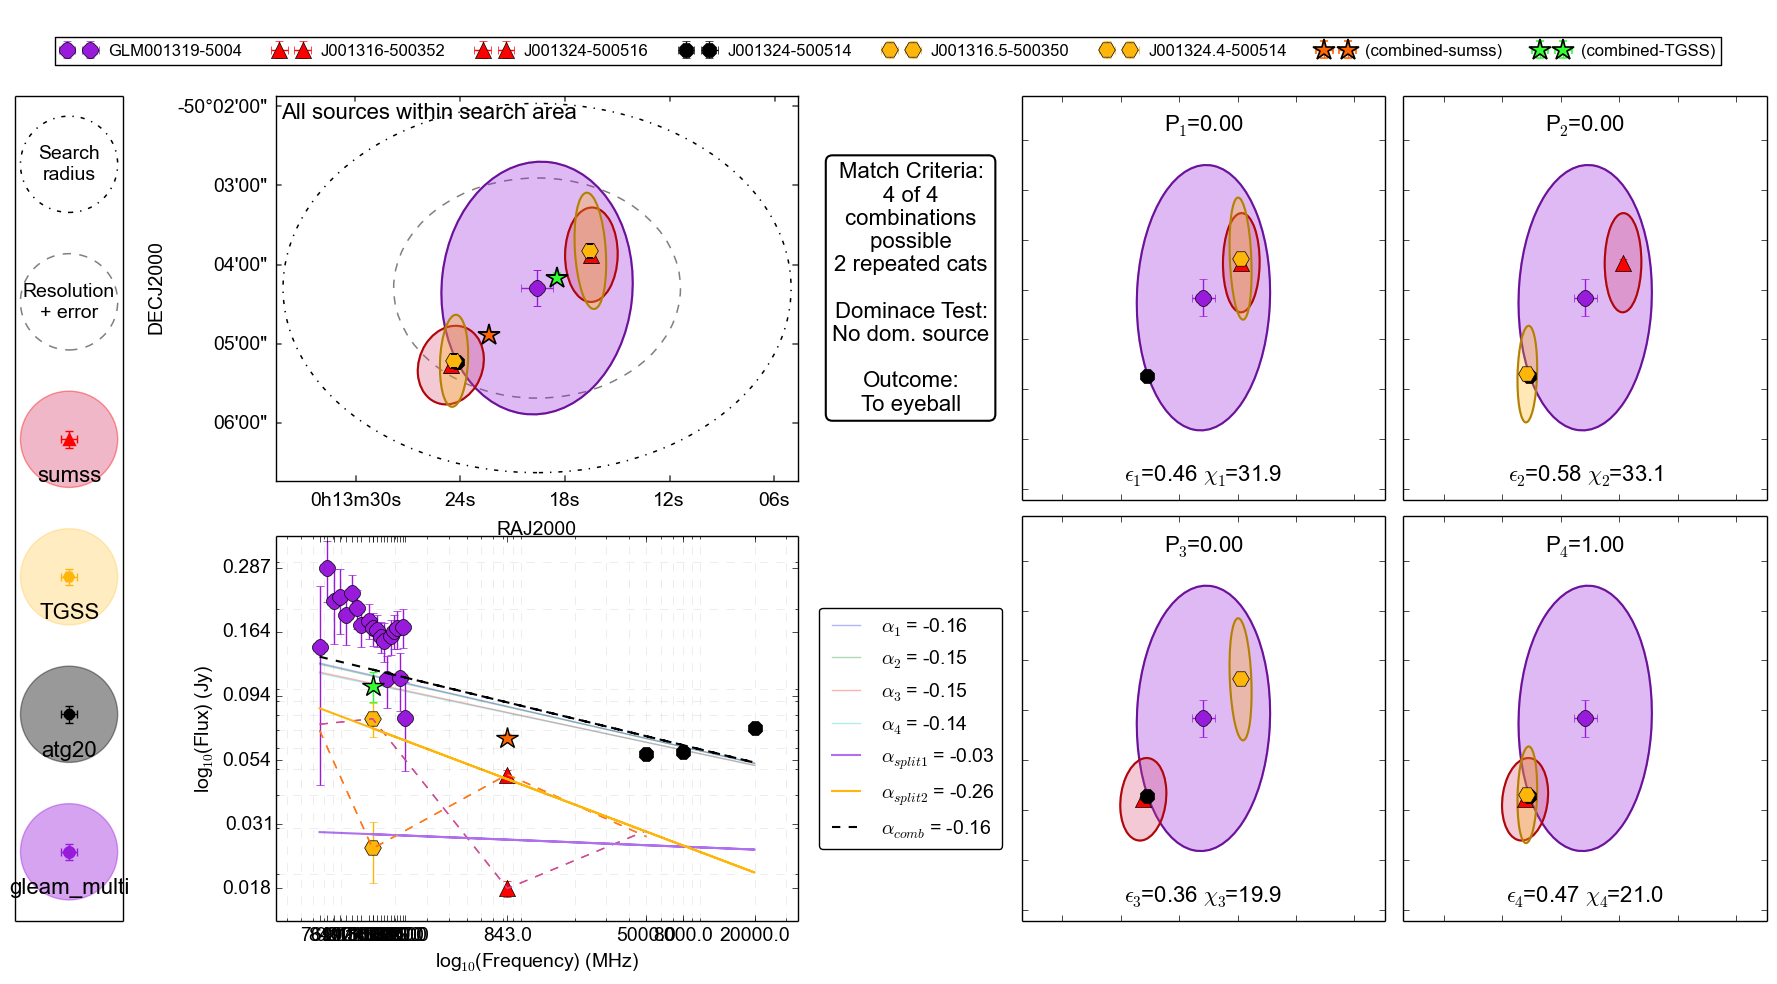 GLM001319-5004 J001316-500352 J001324-500516 J001324-500514 J001316.5-500350 J001324.4-500514 (combined-sumss) (combined-TGSS)
Search
radius
Resolution
+ error
sumss
TGSS
atg20
gleam_multi
All sources within search area
-50°02'00"
03'00"
04'00"
05'00"
06'00"
DECJ2000
0h13m30s 24s 18s 12s 06s
RAJ2000
Match Criteria:
4 of 4
combinations
possible
2 repeated cats
Dominace Test:
No dom. source
Outcome:
To eyeball
P1=0.00
ϵ1=0.46 χ1=31.9
P2=0.00
ϵ2=0.58 χ2=33.1
0.287
0.164
0.094
0.054
0.031
0.018
log10(Flux) (Jy)
843.0 5000.0 8000.0 20000.0
log10(Frequency) (MHz)
α1 = -0.16
α2 = -0.15
α3 = -0.15
α4 = -0.14
αsplit1 = -0.03
αsplit2 = -0.26
αcomb = -0.16
P3=0.00
ϵ3=0.36 χ3=19.9
P4=1.00
ϵ4=0.47 χ4=21.0